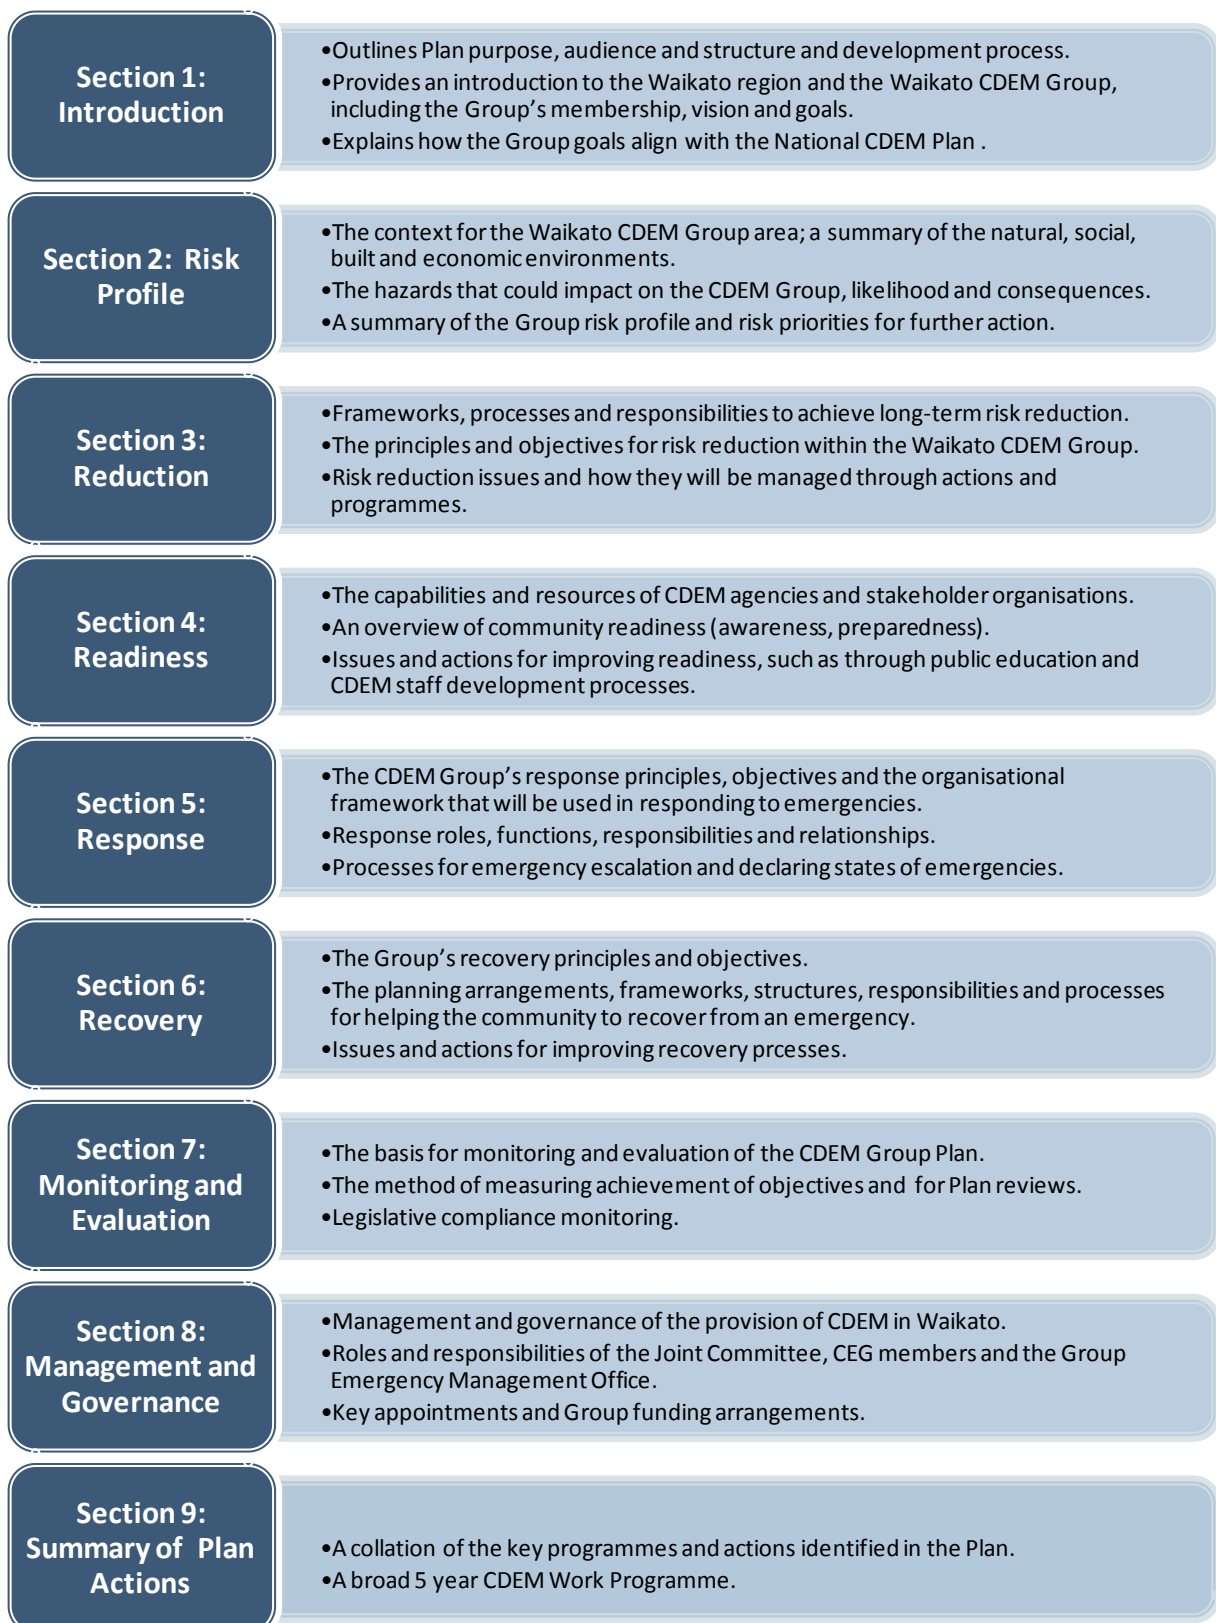 Section 1:
Introduction
•Outlines Plan purpose, audience and structure and development process.
•Provides an introduction to the Waikato region and the Waikato CDEM Group,
including the Group's membership, vision and goals.
•Explains how the Group goals align with the National CDEM Plan .
Section 2: Risk
Profile
•The context for the Waikato CDEM Group area; a summary of the natural, social,
built and economic environments.
•The hazards that could impact on the CDEM Group, likelihood and consequences.
•A summary of the Group risk profile and risk priorities for further action.
Section 3:
Reduction
•Frameworks, processes and responsibilities to achieve long-term risk reduction.
•The principles and objectives for risk reduction within the Waikato CDEM Group.
•Risk reduction issues and how they will be managed through actions and
programmes.
Section 4:
Readiness
•The capabilities and resources of CDEM agencies and stakeholder organisations.
•An overview of community readiness (awareness, preparedness).
•Issues and actions for improving readiness, such as through public education and
CDEM staff development processes.
Section 5:
Response
•The CDEM Group's response principles, objectives and the organisational
framework that will be used in responding to emergencies.
•Response roles, functions, responsibilities and relationships.
•Processes for emergency escalation and declaring states of emergencies.
Section 6:
Recovery
•The Group's recovery principles and objectives.
•The planning arrangements, frameworks, structures, responsibilities and processes
for helping the community to recover from an emergency.
•Issues and actions for improving recovery prcesses.
Section 7:
Monitoring and
Evaluation
•The basis for monitoring and evaluation of the CDEM Group Plan.
•The method of measuring achievement of objectives and for Plan reviews.
•Legislative compliance monitoring.
Section 8:
Management and
Governance
•Management and governance of the provision of CDEM in Waikato.
•Roles and responsibilities of the Joint Committee, CEG members and the Group
Emergency Management Office.
•Key appointments and Group funding arrangements.
Section 9:
Summary of Plan
Actions
•A collation of the key programmes and actions identified in the Plan.
•A broad 5 year CDEM Work Programme.